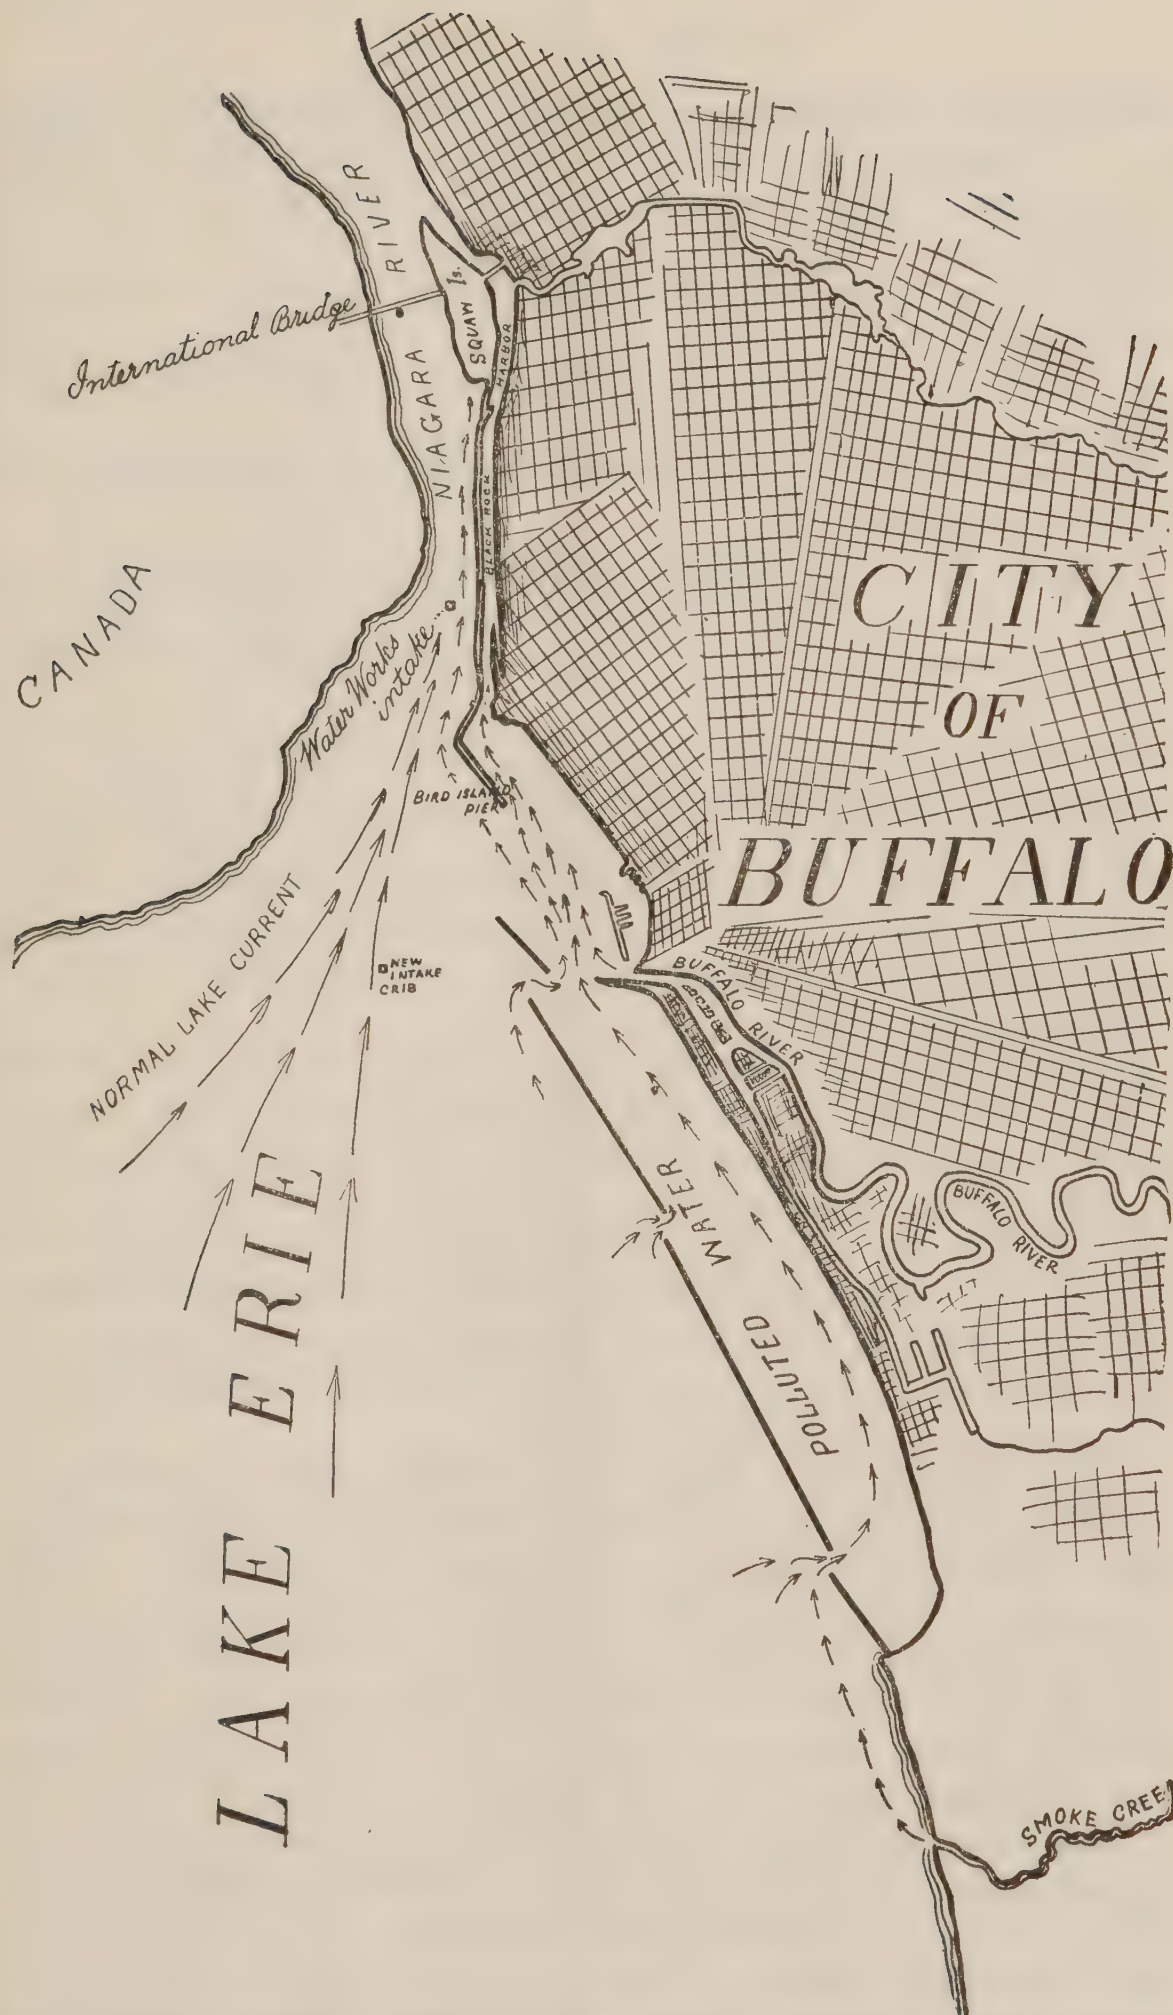 NIAGARA RIVER
International Bridge
SQUAW Is.
BLACK ROCK HARBOR
CANADA
Water Works
intake
CITY
OF
BUFFALO
BIRD ISLAND
PIER
NORMAL LAKE CURRENT
NEW
INTAKE
CRIB
BUFFALO RIVER
LAKE ERIE
POLLUTED WATER
BUFFALO RIVER
SMOKE CREE